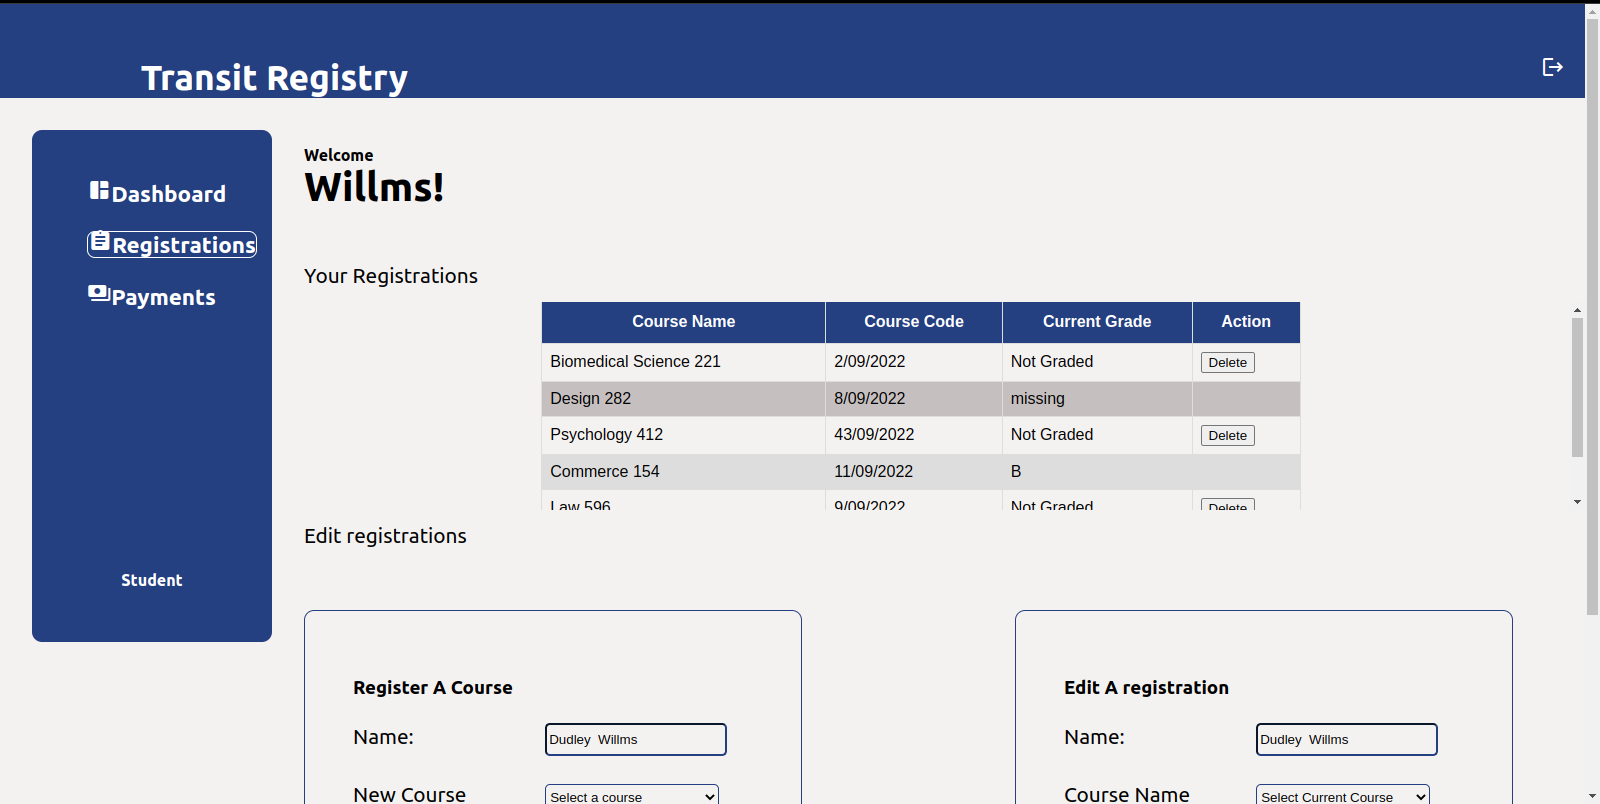 Transit Registry
Dashboard
Registrations
Payments
Student
Welcome
Willms!
Your Registrations
Course Name Course Code Current Grade Action
Biomedical Science 221 2/09/2022 Not Graded Delete
Design 282 8/09/2022 missing
Psychology 412 43/09/2022 Not Graded Delete
Commerce 154 11/09/2022 B
Law 596 9/09/2022 Not Graded Delete
Edit registrations
Register A Course
Name: Dudley  Willms
New Course Select a course
Edit A registration
Name: Dudley  Willms
Course Name Select Current Course